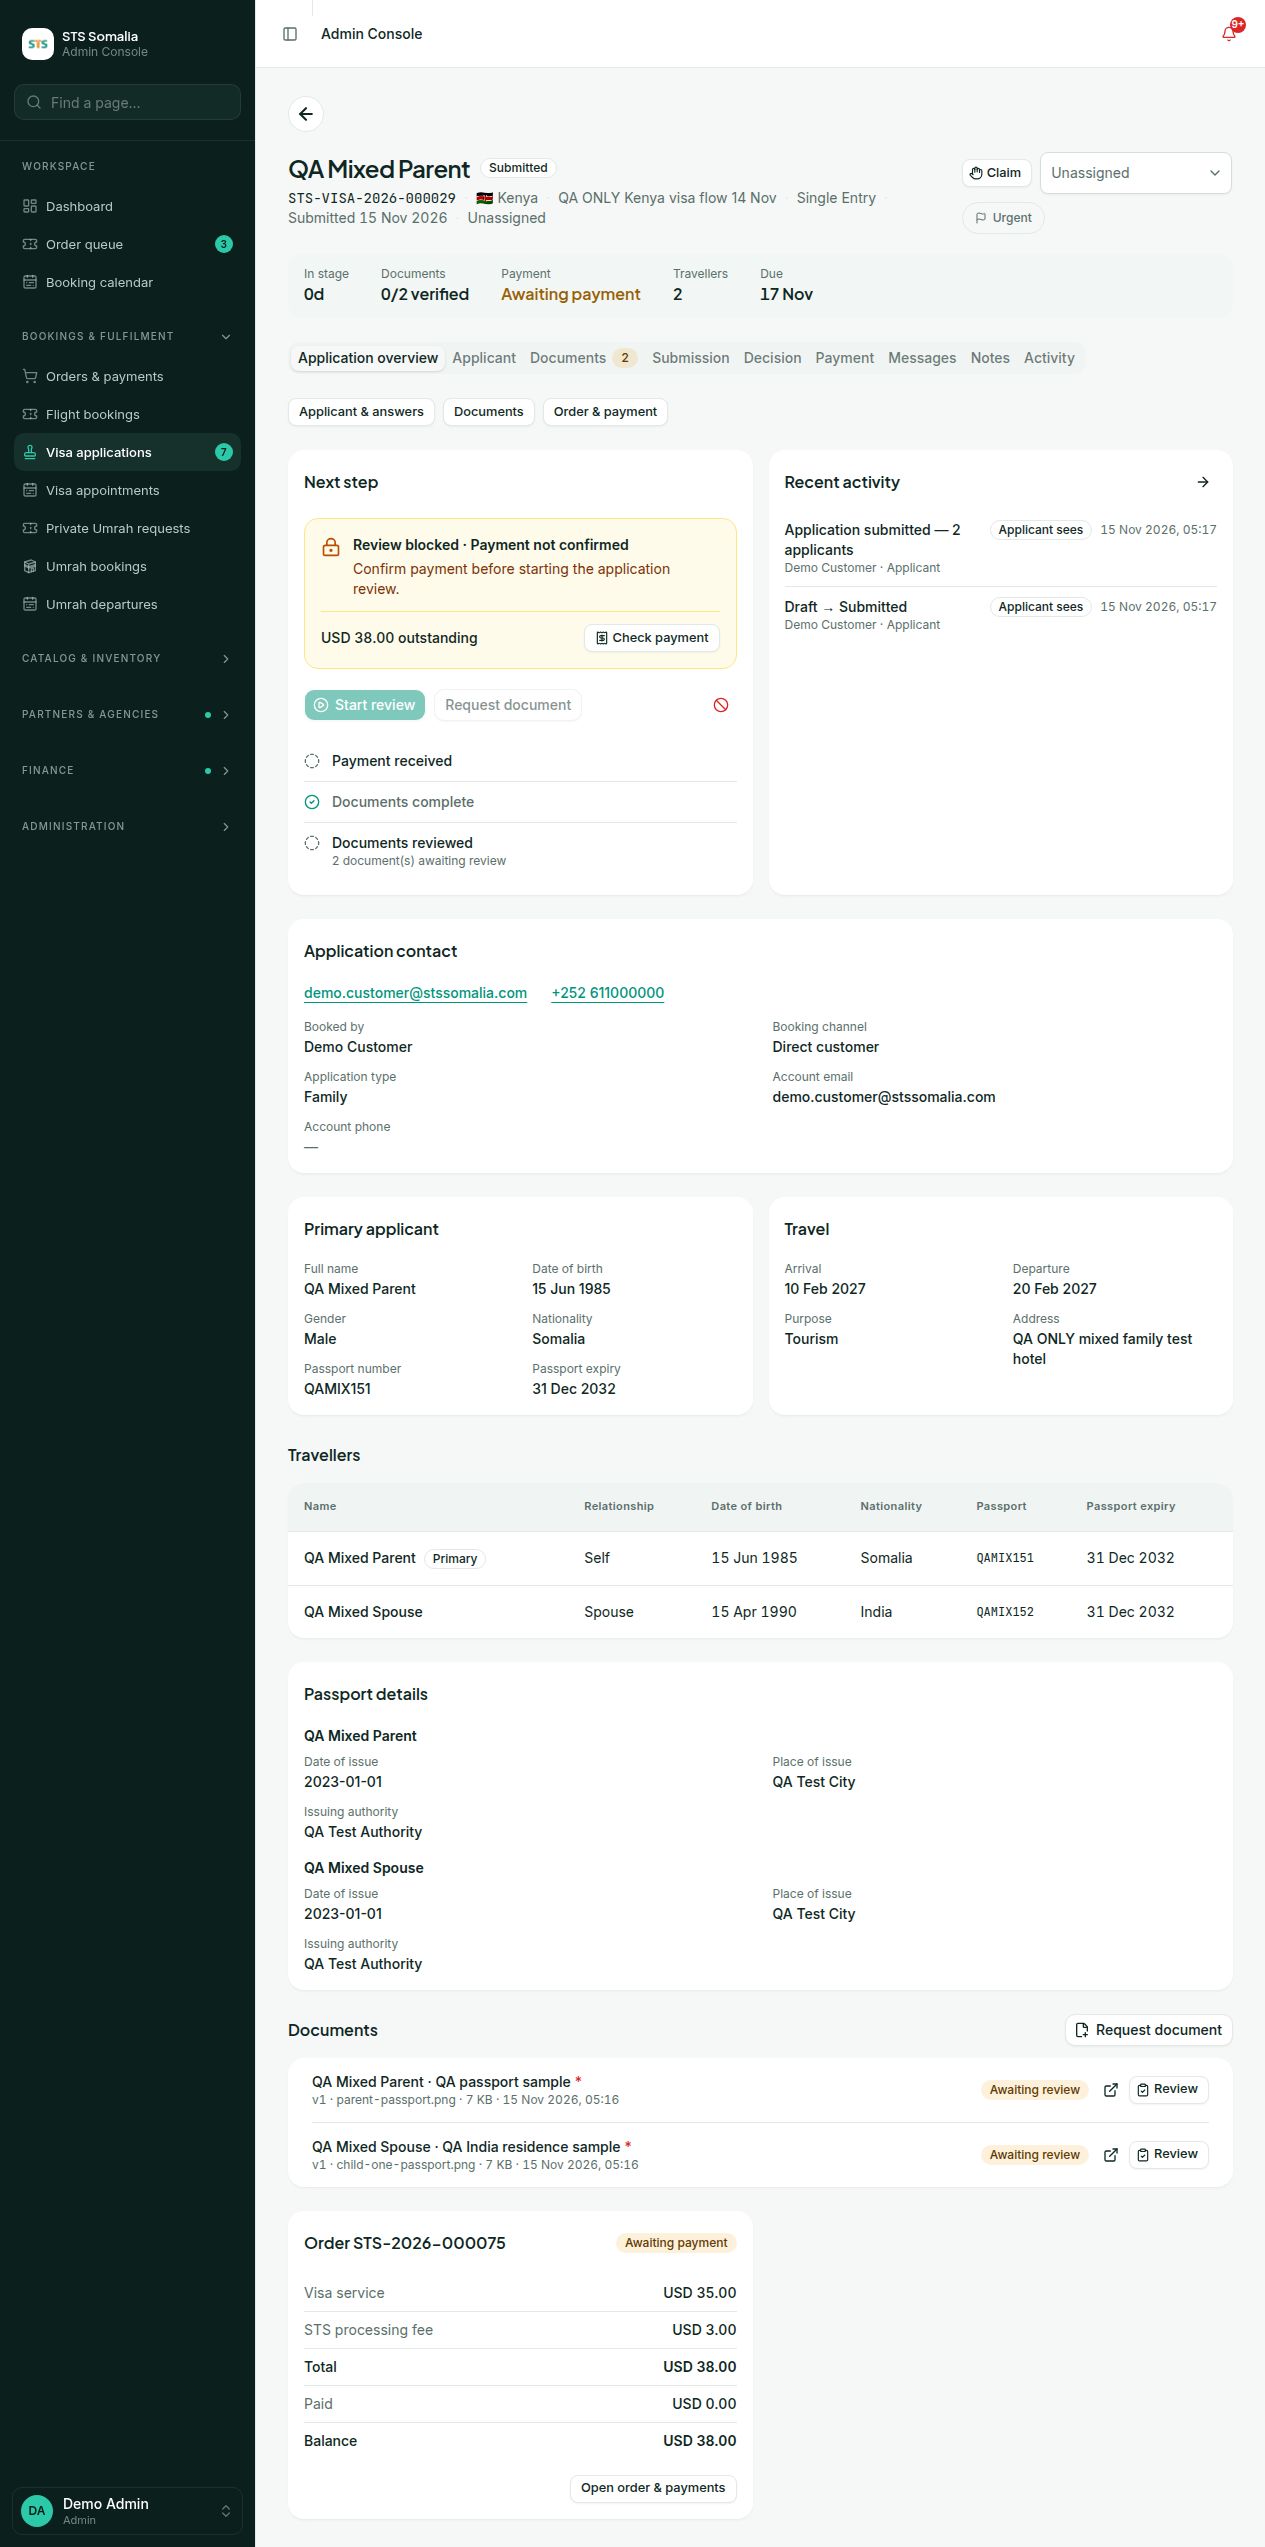 STS Somalia
Admin Console
Find a page...
WORKSPACE
Dashboard
Order queue 3
Booking calendar
BOOKINGS & FULFILMENT
Orders & payments
Flight bookings
Visa applications 7
Visa appointments
Private Umrah requests
Umrah bookings
Umrah departures
CATALOG & INVENTORY
PARTNERS & AGENCIES
FINANCE
ADMINISTRATION
DA Demo Admin
Admin
Admin Console
9+
QA Mixed Parent Submitted
STS-VISA-2026-000029 · Kenya · QA ONLY Kenya visa flow 14 Nov · Single Entry ·
Submitted 15 Nov 2026 · Unassigned
Claim
Unassigned
Urgent
In stage Documents Payment Travellers Due
0d 0/2 verified Awaiting payment 2 17 Nov
Application overview Applicant Documents 2 Submission Decision Payment Messages Notes Activity
Applicant & answers Documents Order & payment
Next step
Review blocked · Payment not confirmed
Confirm payment before starting the application
review.
USD 38.00 outstanding Check payment
Start review Request document
Payment received
Documents complete
Documents reviewed
2 document(s) awaiting review
Recent activity
Application submitted — 2 Applicant sees 15 Nov 2026, 05:17
applicants
Demo Customer · Applicant
Draft → Submitted Applicant sees 15 Nov 2026, 05:17
Demo Customer · Applicant
Application contact
demo.customer@stssomalia.com +252 611000000
Booked by Booking channel
Demo Customer Direct customer
Application type Account email
Family demo.customer@stssomalia.com
Account phone
—
Primary applicant
Full name Date of birth
QA Mixed Parent 15 Jun 1985
Gender Nationality
Male Somalia
Passport number Passport expiry
QAMIX151 31 Dec 2032
Travel
Arrival Departure
10 Feb 2027 20 Feb 2027
Purpose Address
Tourism QA ONLY mixed family test
hotel
Travellers
Name Relationship Date of birth Nationality Passport Passport expiry
QA Mixed Parent Primary Self 15 Jun 1985 Somalia QAMIX151 31 Dec 2032
QA Mixed Spouse Spouse 15 Apr 1990 India QAMIX152 31 Dec 2032
Passport details
QA Mixed Parent
Date of issue Place of issue
2023-01-01 QA Test City
Issuing authority
QA Test Authority
QA Mixed Spouse
Date of issue Place of issue
2023-01-01 QA Test City
Issuing authority
QA Test Authority
Documents Request document
QA Mixed Parent · QA passport sample *
v1 · parent-passport.png · 7 KB · 15 Nov 2026, 05:16
Awaiting review Review
QA Mixed Spouse · QA India residence sample *
v1 · child-one-passport.png · 7 KB · 15 Nov 2026, 05:16
Awaiting review Review
Order STS-2026-000075 Awaiting payment
Visa service USD 35.00
STS processing fee USD 3.00
Total USD 38.00
Paid USD 0.00
Balance USD 38.00
Open order & payments